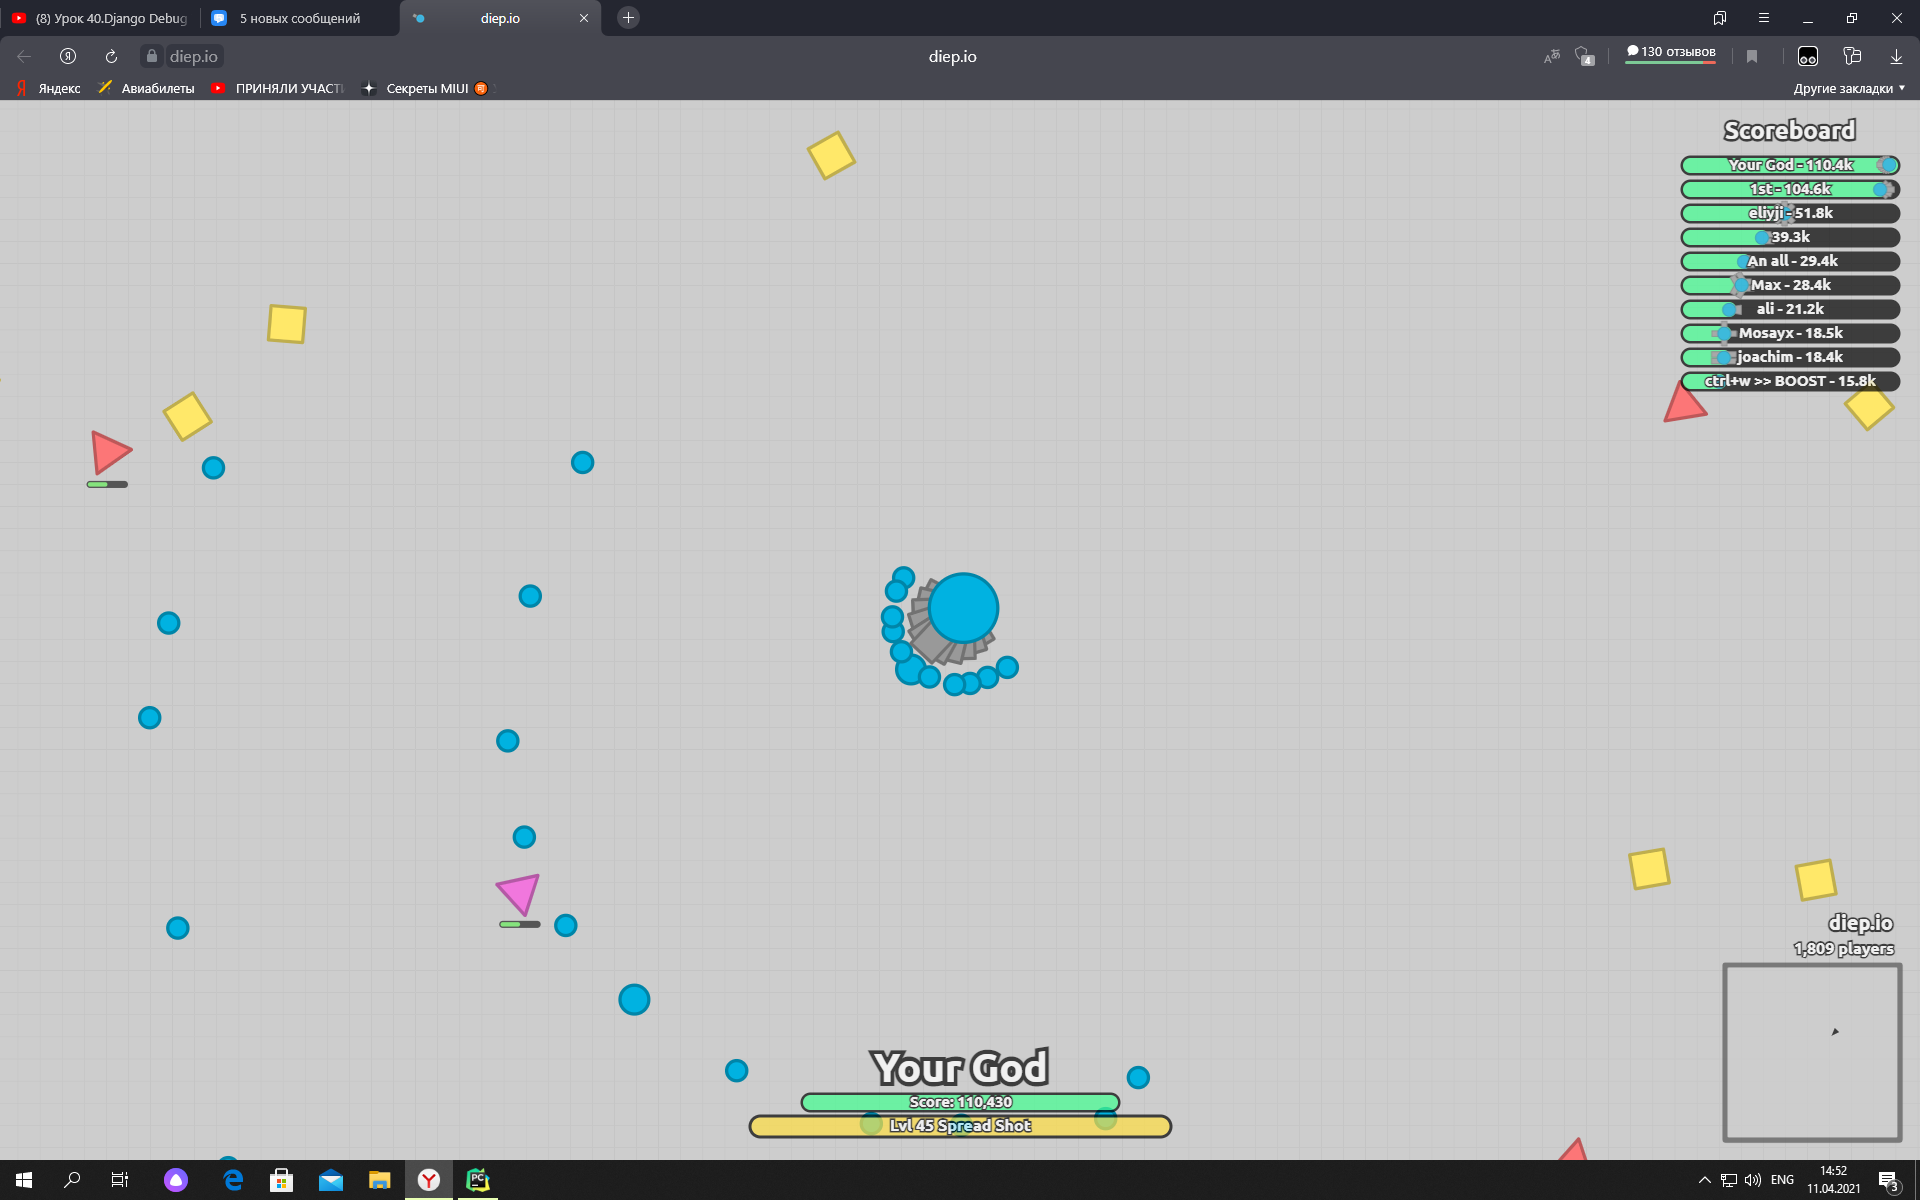 (8) Урок 40.Django Debug
5 новых сообщений
diep.io
diep.io
diep.io
4
130 отзывов
Яндекс
Авиабилеты
ПРИНЯЛИ УЧАСТИ
Секреты MIUI
Другие закладки
Scoreboard
Your God - 110.4k
1st - 104.6k
eliyji - 51.8k
39.3k
An all - 29.4k
Max - 28.4k
ali - 21.2k
Mosayx - 18.5k
joachim - 18.4k
ctrl+w >> BOOST - 15.8k
diep.io
1,809 players
Your God
Score: 110,430
Lvl 45 Spread Shot
PC
ENG
14:52
11.04.2021
3